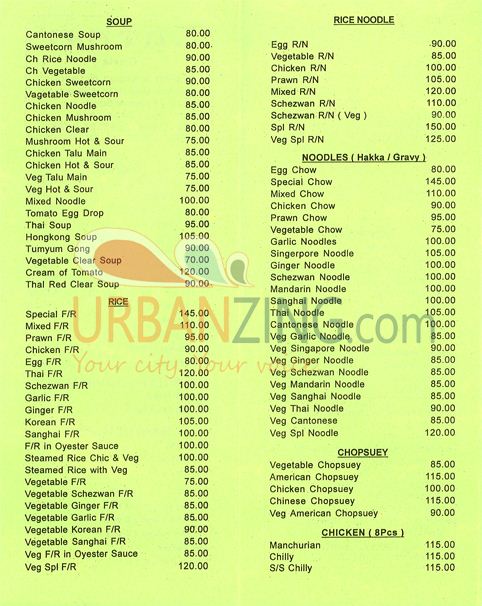 SOUP
Cantonese Soup 80.00
Sweetcorn Mushroom 80.00
Ch Rice Noodle 90.00
Ch Vegetable 85.00
Chicken Sweetcorn 90.00
Vagetable Sweetcorn 80.00
Chicken Noodle 85.00
Chicken Mushroom 85.00
Chicken Clear 80.00
Mushroom Hot & Sour 75.00
Chicken Talu Main 85.00
Chicken Hot & Sour 85.00
Veg Talu Main 75.00
Veg Hot & Sour 75.00
Mixed Noodle 100.00
Tomato Egg Drop 80.00
Thai Soup 95.00
Hongkong Soup 105.00
Tumyum Gong 90.00
Vegetable Clear Soup 70.00
Cream of Tomato 120.00
Thai Red Clear Soup 90.00
RICE
Special F/R 145.00
Mixed F/R 110.00
Prawn F/R 95.00
Chicken F/R 90.00
Egg F/R 80.00
Thai F/R 120.00
Schezwan F/R 100.00
Garlic F/R 100.00
Ginger F/R 100.00
Korean F/R 105.00
Sanghai F/R 100.00
F/R in Oyester Sauce 100.00
Steamed Rice Chic & Veg 100.00
Steamed Rice with Veg 85.00
Vegetable F/R 75.00
Vegetable Schezwan F/R 85.00
Vegetable Ginger F/R 85.00
Vegetable Garlic F/R 85.00
Vegetable Korean F/R 90.00
Vegetable Sanghai F/R 85.00
Veg F/R in Oyester Sauce 85.00
Veg Spl F/R 120.00
RICE NOODLE
Egg R/N 90.00
Vegetable R/N 85.00
Chicken R/N 100.00
Prawn R/N 105.00
Mixed R/N 120.00
Schezwan R/N 110.00
Schezwan R/N ( Veg ) 90.00
Spl R/N 150.00
Veg Spl R/N 125.00
NOODLES ( Hakka / Gravy )
Egg Chow 80.00
Special Chow 145.00
Mixed Chow 110.00
Chicken Chow 90.00
Prawn Chow 95.00
Vegetable Chow 75.00
Garlic Noodles 100.00
Singerpore Noodle 105.00
Ginger Noodle 100.00
Schezwan Noodle 100.00
Mandarin Noodle 100.00
Sanghai Noodle 100.00
Thai Noodle 105.00
Cantonese Noodle 100.00
Veg Garlic Noodle 85.00
Veg Singapore Noodle 90.00
Veg Ginger Noodle 85.00
Veg Schezwan Noodle 85.00
Veg Mandarin Noodle 85.00
Veg Sanghai Noodle 85.00
Veg Thai Noodle 90.00
Veg Cantonese 85.00
Veg Spl Noodle 120.00
CHOPSUEY
Vegetable Chopsuey 85.00
American Chopsuey 115.00
Chicken Chopsuey 100.00
Chinese Chopsuey 115.00
Veg American Chopsuey 90.00
CHICKEN ( 8Pcs )
Manchurian 115.00
Chilly 115.00
S/S Chilly 115.00
URBANZING.com
Your city, your